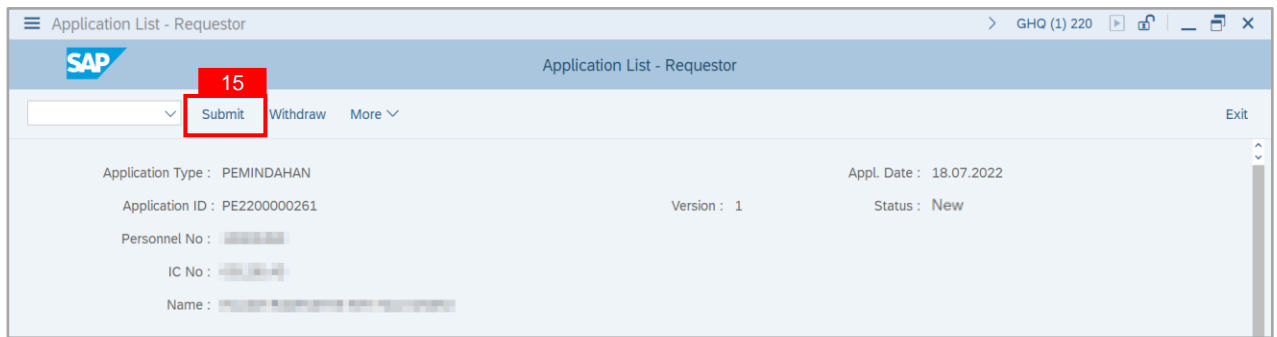 Application List - Requestor GHQ (1) 220
SAP Application List - Requestor
15
Submit Withdraw More Exit
Application Type : PEMINDAHAN Appl. Date : 18.07.2022
Application ID : PE2200000261 Version : 1 Status : New
Personnel No :
IC No :
Name :